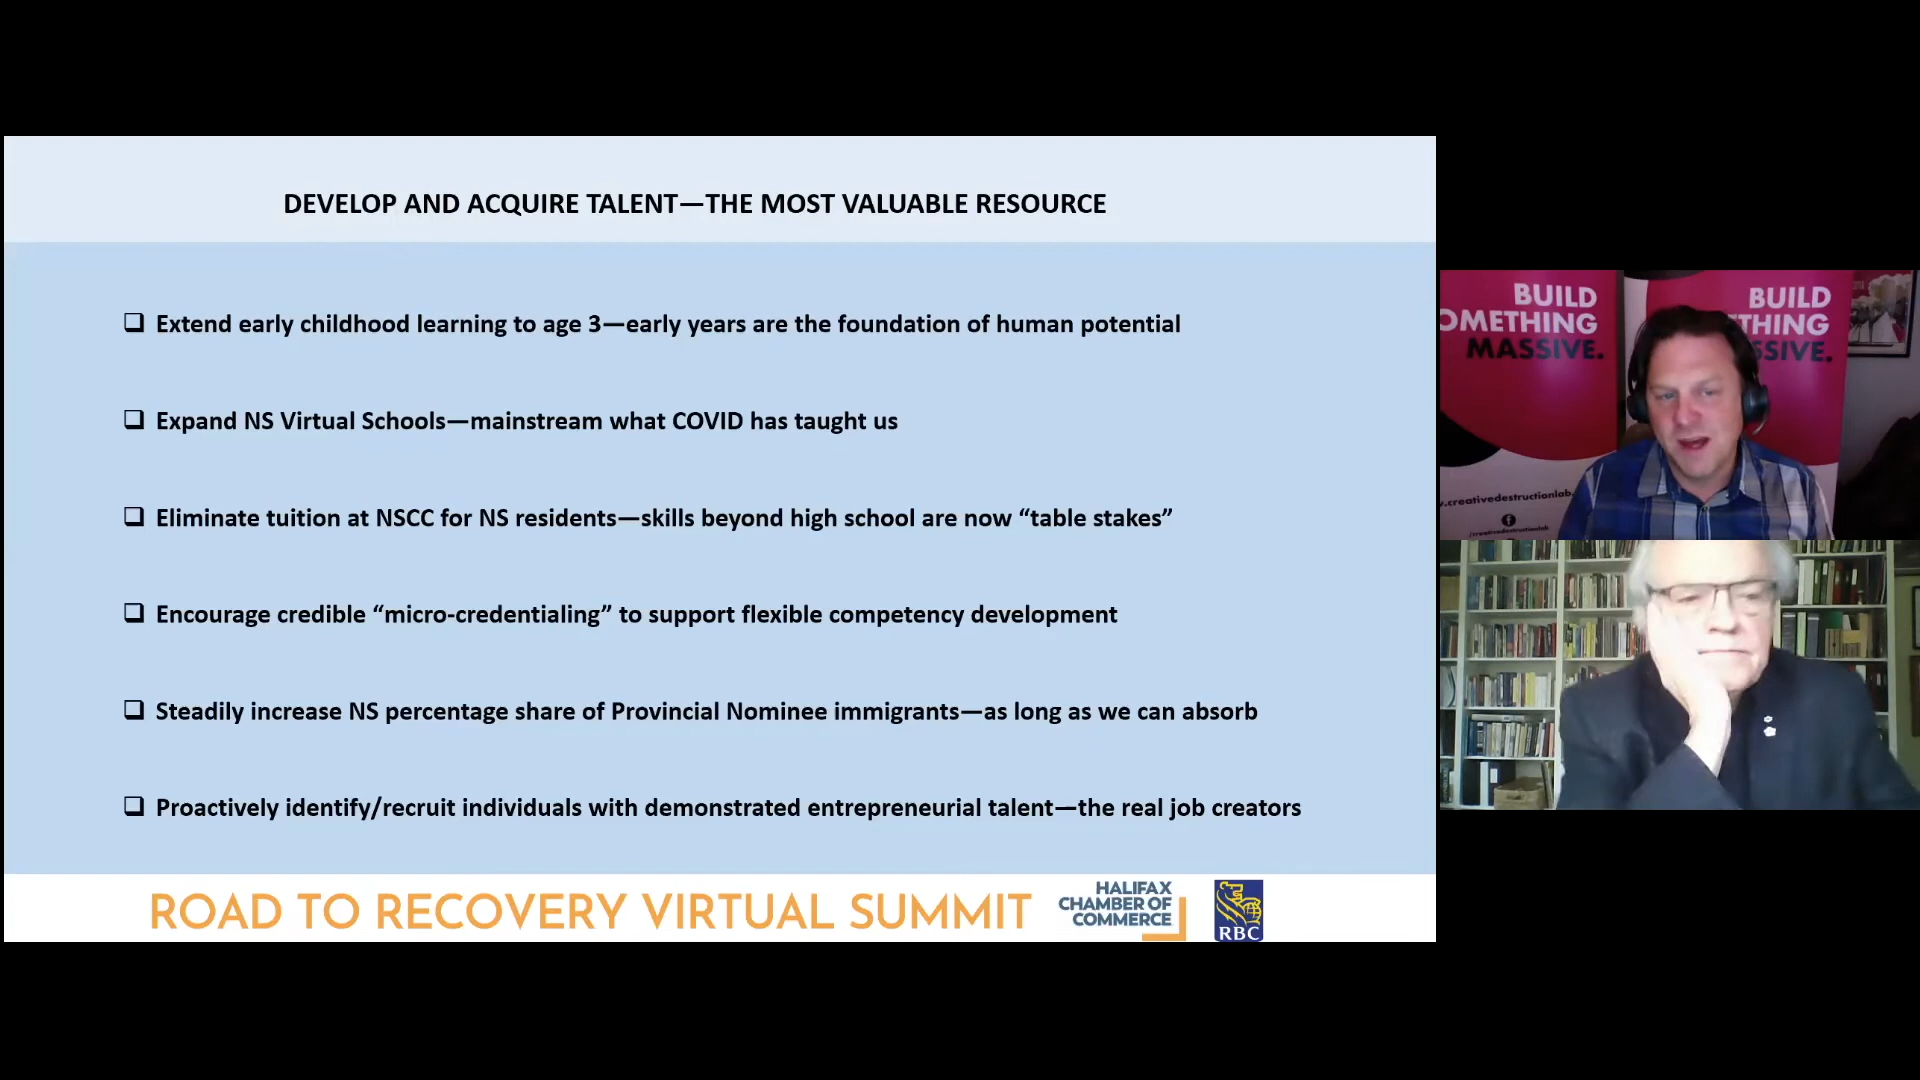 DEVELOP AND ACQUIRE TALENT—THE MOST VALUABLE RESOURCE
❑ Extend early childhood learning to age 3—early years are the foundation of human potential
❑ Expand NS Virtual Schools—mainstream what COVID has taught us
❑ Eliminate tuition at NSCC for NS residents—skills beyond high school are now “table stakes”
❑ Encourage credible “micro-credentialing” to support flexible competency development
❑ Steadily increase NS percentage share of Provincial Nominee immigrants—as long as we can absorb
❑ Proactively identify/recruit individuals with demonstrated entrepreneurial talent—the real job creators
ROAD TO RECOVERY VIRTUAL SUMMIT
HALIFAX
CHAMBER OF
COMMERCE
RBC
BUILD
OMETHING
MASSIVE.
.creativedestructionlab.
/creativedestructionlab
BUILD
THING
SSIVE.